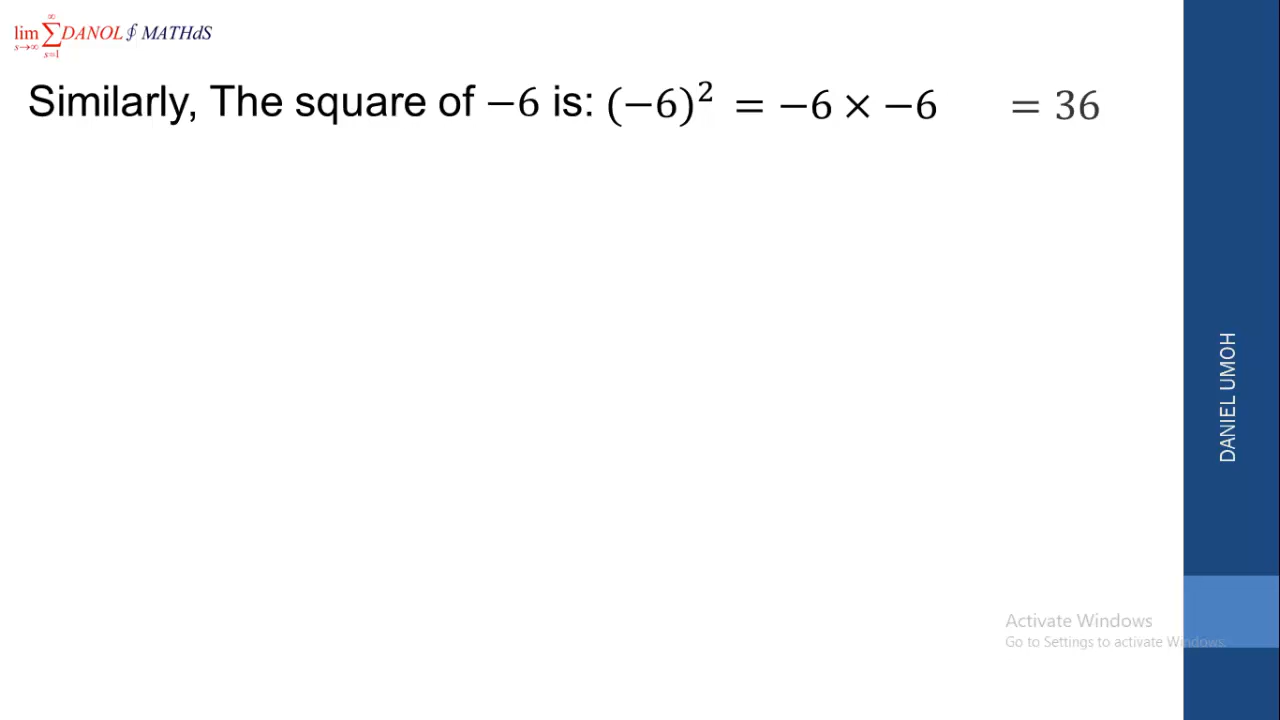 lim s→∞ ∞ ∑ s=1 DANOL ∮ MATHdS
Similarly, The square of −6 is: (−6)² = −6 × −6 = 36
DANIEL UMOH
Activate Windows
Go to Settings to activate Windows.